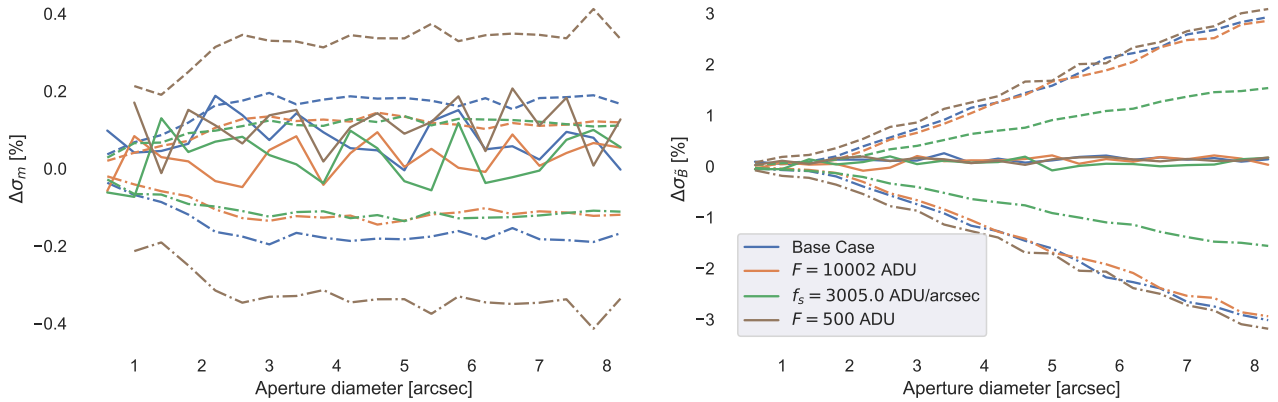 0.4
0.2
0.0
−0.2
−0.4
Δσ_m [%]
1 2 3 4 5 6 7 8
Aperture diameter [arcsec]
3
2
1
0
−1
−2
−3
Δσ_B̂ [%]
Base Case
F = 10002 ADU
f_s = 3005.0 ADU/arcsec
F = 500 ADU
1 2 3 4 5 6 7 8
Aperture diameter [arcsec]